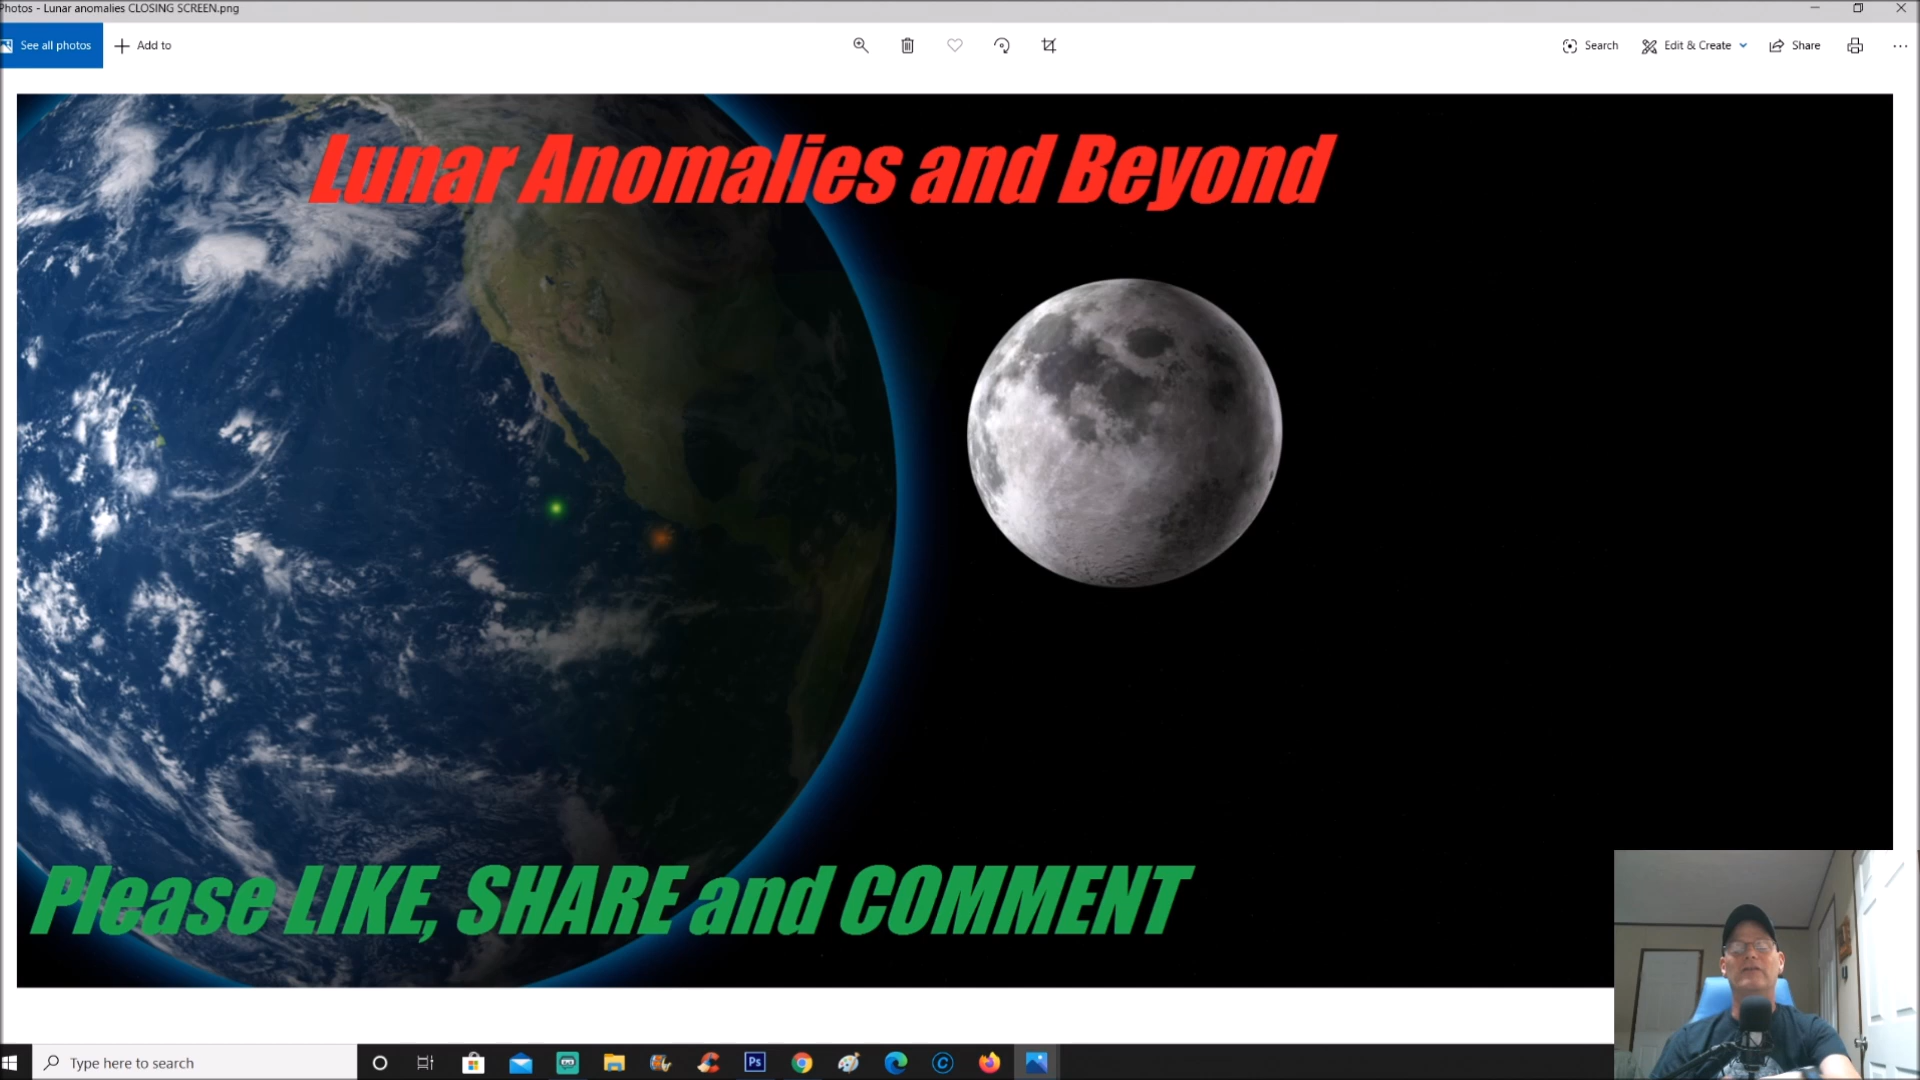 Photos - Lunar anomalies CLOSING SCREEN.png
See all photos
Add to
Search
Edit & Create
Share
Lunar Anomalies and Beyond
Please LIKE, SHARE and COMMENT
Type here to search
Ps